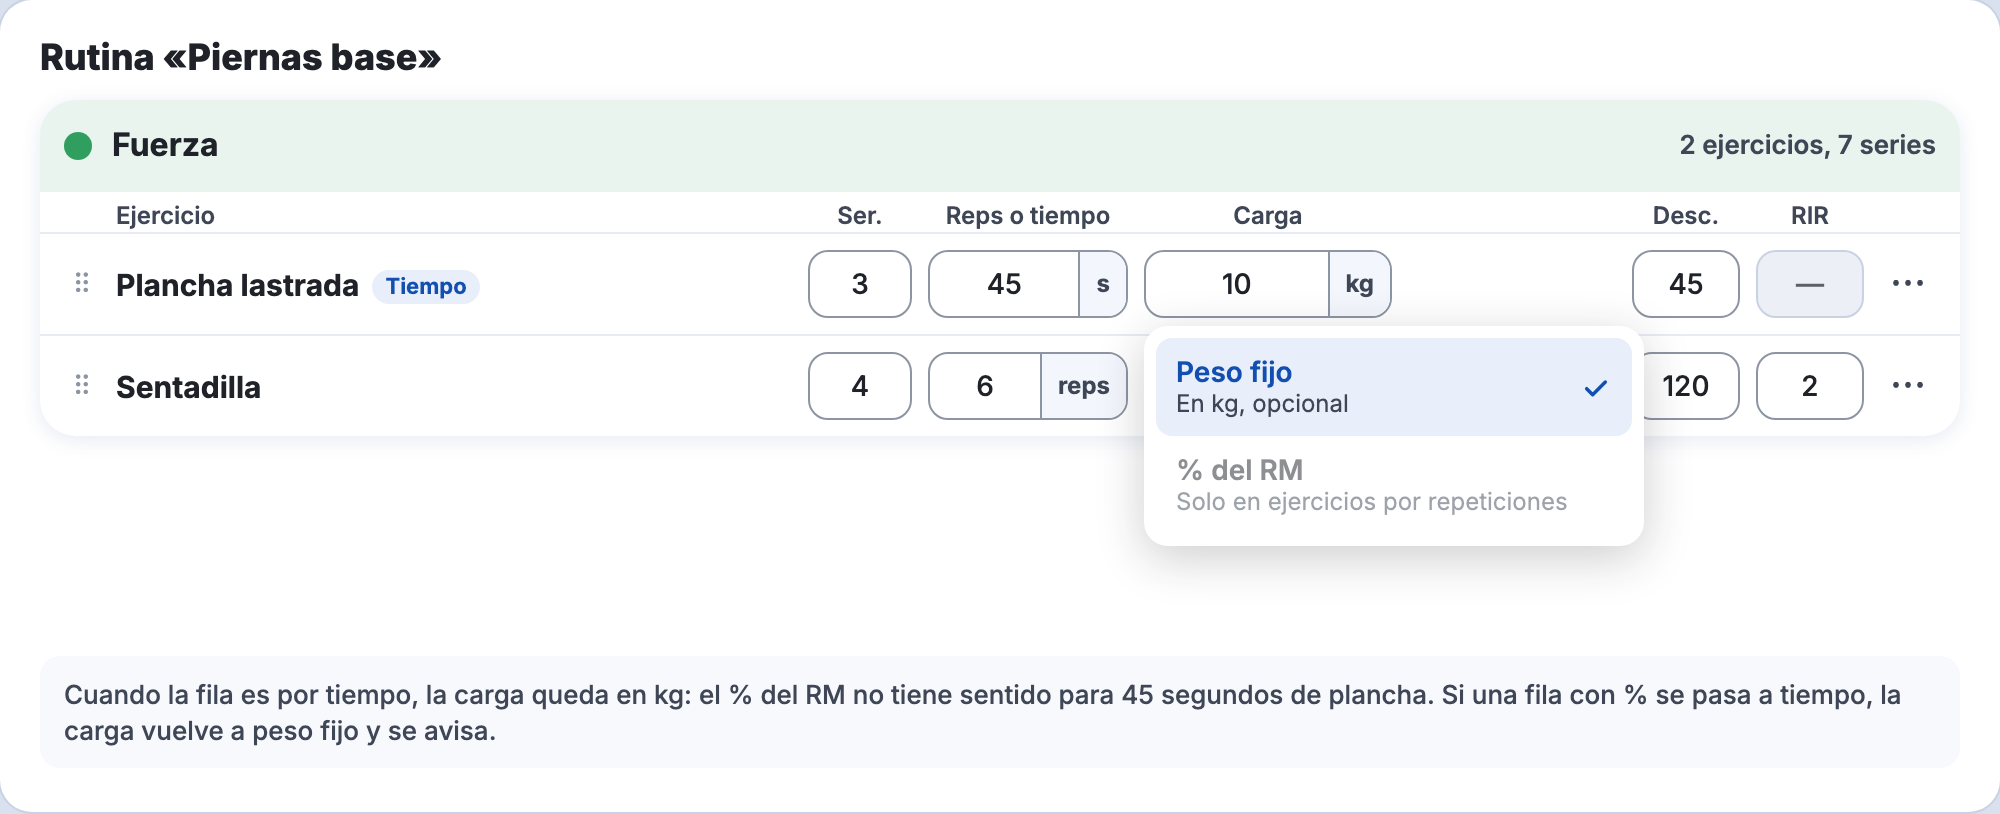 Rutina «Piernas base»
Fuerza
2 ejercicios, 7 series
Ejercicio Ser. Reps o tiempo Carga Desc. RIR
Plancha lastrada Tiempo 3 45 s 10 kg 45 —
Sentadilla 4 6 reps 120 2
Peso fijo
En kg, opcional
% del RM
Solo en ejercicios por repeticiones
Cuando la fila es por tiempo, la carga queda en kg: el % del RM no tiene sentido para 45 segundos de plancha. Si una fila con % se pasa a tiempo, la
carga vuelve a peso fijo y se avisa.